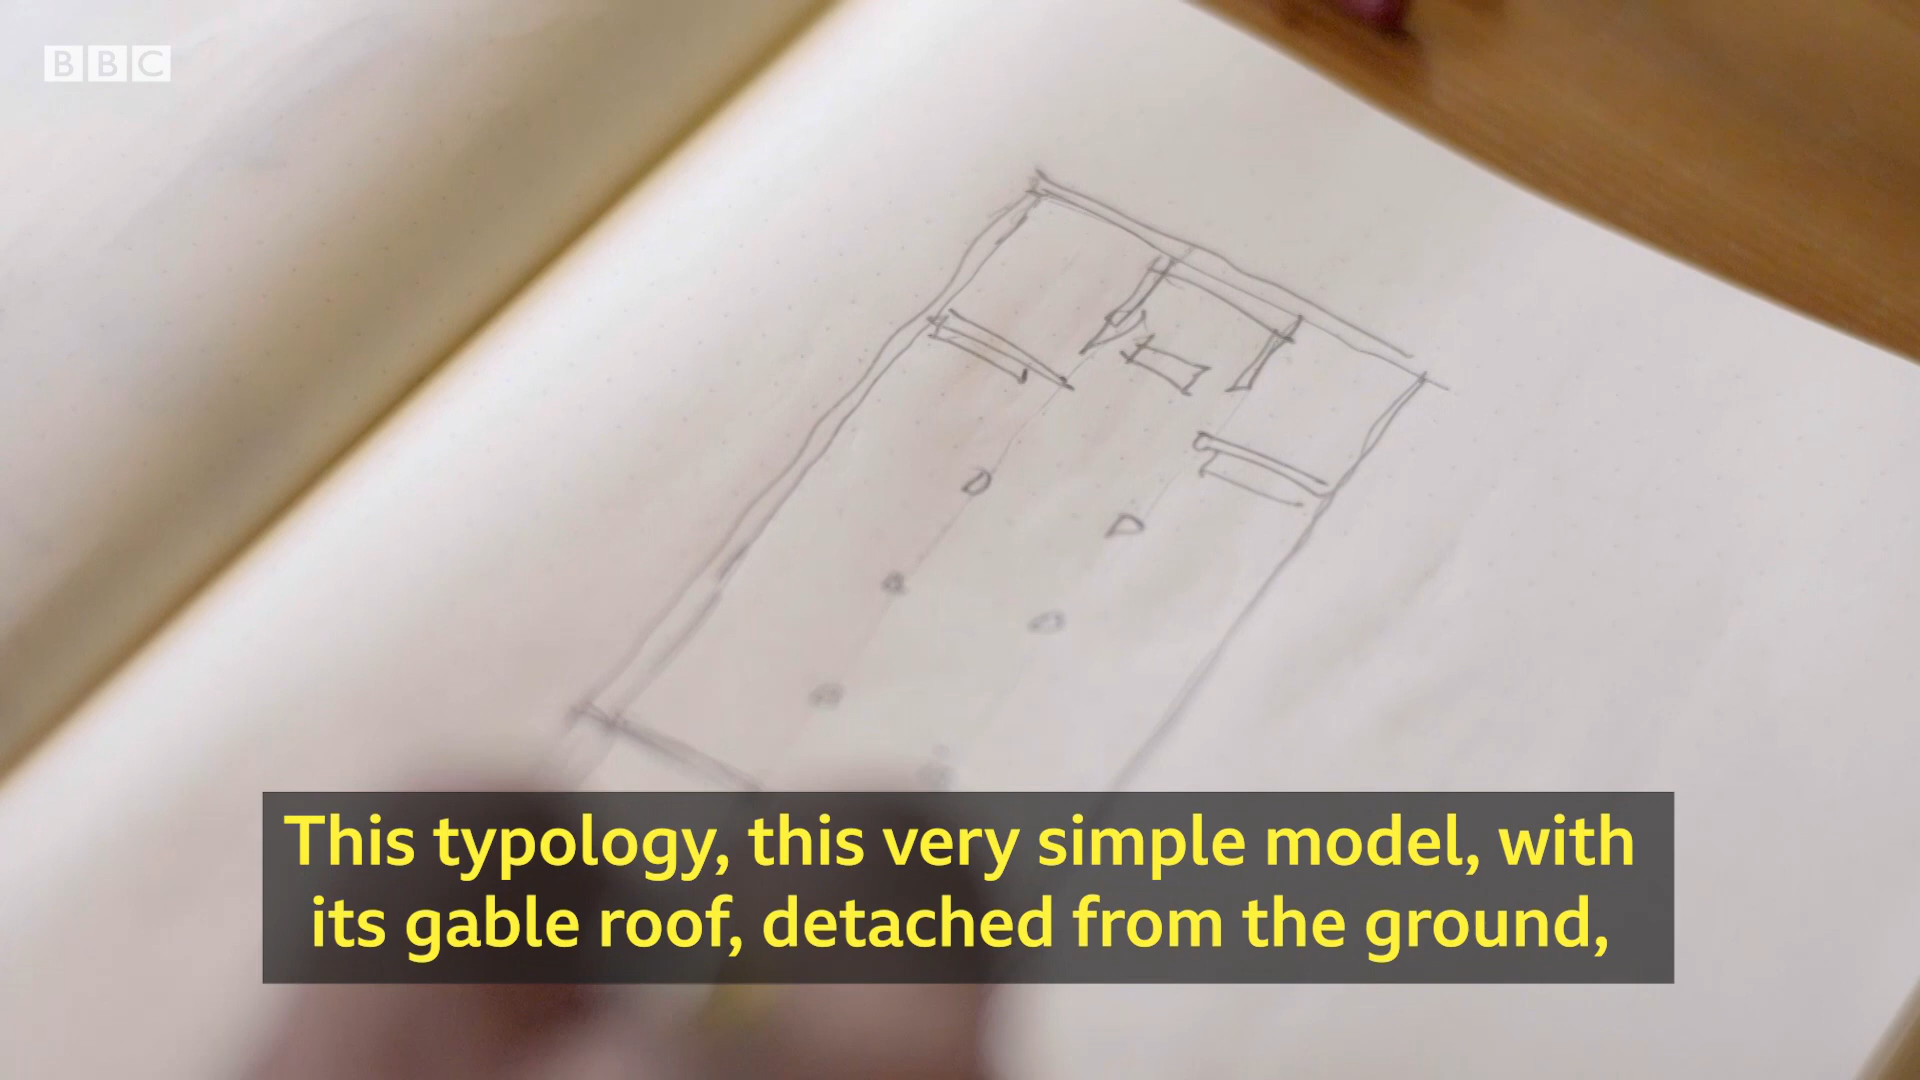 BBC
This typology, this very simple model, with
its gable roof, detached from the ground,